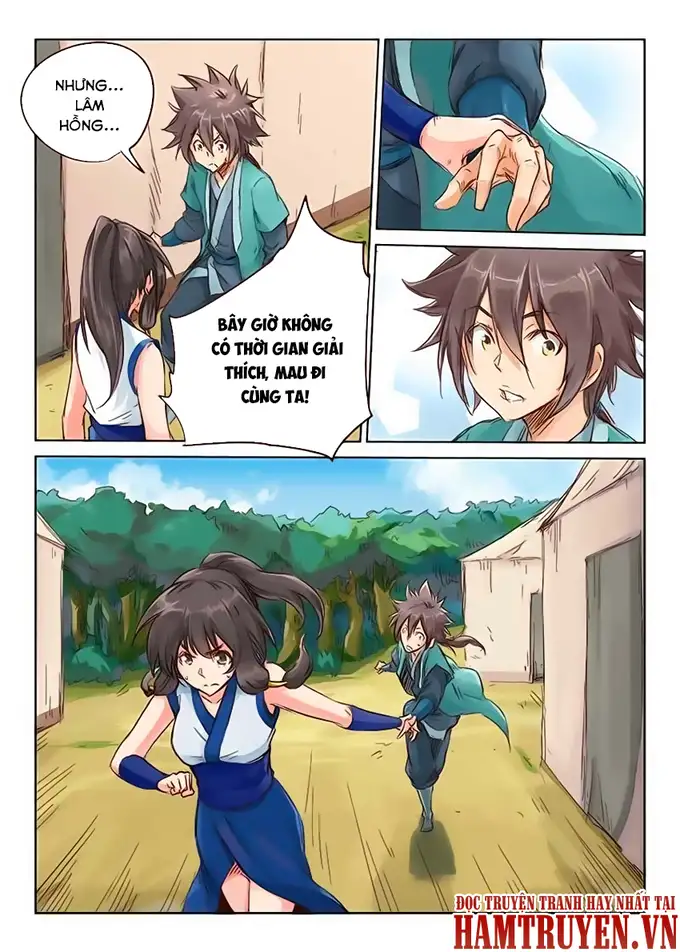 NHƯNG...
LÂM
HỒNG...
BÂY GIỜ KHÔNG
CÓ THỜI GIAN GIẢI
THÍCH, MAU ĐI
CÙNG TA!
ĐỌC TRUYỆN TRANH HAY NHẤT TẠI
HAMTRUYEN.VN